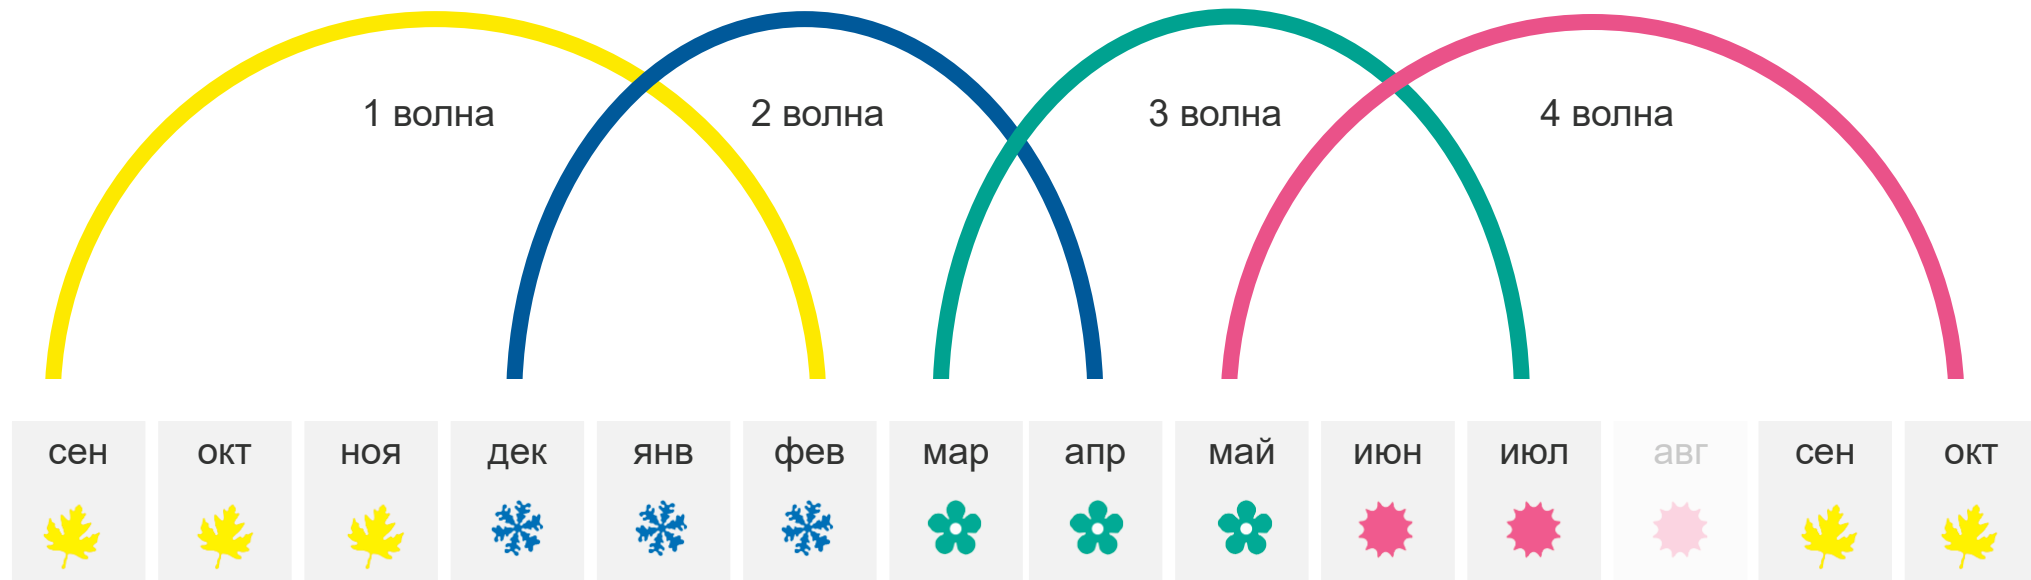 1 волна
2 волна
3 волна
4 волна
сен
окт
ноя
дек
янв
фев
мар
апр
май
июн
июл
авг
сен
окт